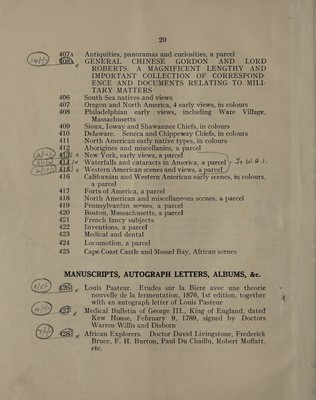 20
407A Antiquities, panoramas and curiosities, a parcel
408A GENERAL CHINESE GORDON AND LORD
ROBERTS. A MAGNIFICENT LENGTHY AND
IMPORTANT COLLECTION OF CORRESPOND
ENCE AND DOCUMENTS RELATING TO MILI-
TARY MATTERS
406 South Sea natives and views
407 Oregon and North America, 4 early views, in colours
408 Philadelphian early views, including Ware Village,
Massachusetts
409 Sioux, Ioway and Shawannee Chiefs, in colours
410 Delaware. Seneca and Chippeway Chiefs, in colours
411 North American early native types, in colours
412 Aborigines and miscellanies, a parcel
413 New York, early views, a parcel
414 Waterfalls and cataracts in America, a parcel
415 Western American scenes and views, a parcel
416 Californian and Western American early scenes, in colours,
a parcel
417 Forts of America, a parcel
418 North American and miscellaneous scenes, a parcel
419 Pennsylvanian scenes, a parcel
420 Boston, Massachusetts, a parcel
421 French fancy subjects
422 Inventions, a parcel
423 Medical and dental
424 Locomotion, a parcel
425 Cape Coast Castle and Mossel Bay, African scenes
MANUSCRIPTS, AUTOGRAPH LETTERS, ALBUMS, &c.
426 Louis Pasteur. Etudes sur la Biere avec une theorie
nouvelle de la fermentation, 1876, 1st edition, together
with an autograph letter of Louis Pasteur
427 Medical Bulletin of George III., King of England, dated
Kew House, February 9, 1789, signed by Doctors
Warren Willis and Disborn
428 African Explorers. Doctor David Livingstone, Frederick
Bruce, F. H. Burton, Paul Du Chaillu, Robert Moffatt,
etc.